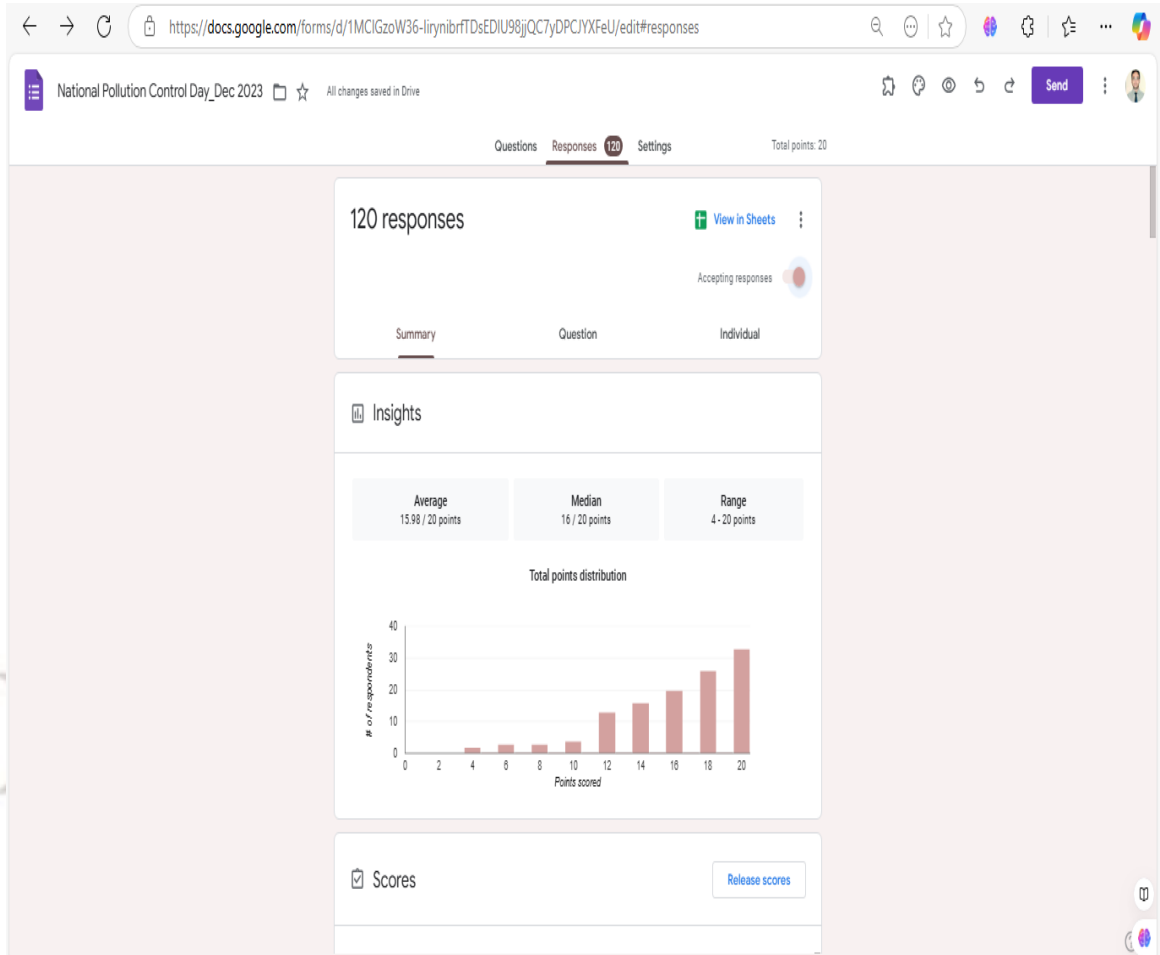 https://docs.google.com/forms/d/1MClGzoW36-IirynibrfTDsEDlU98jjQC7yDPCJYXFeU/edit#responses
National Pollution Control Day_Dec 2023 All changes saved in Drive Send
Questions Responses 120 Settings Total points: 20
120 responses View in Sheets
Accepting responses
Summary Question Individual
Insights
Average Median Range
15.98 / 20 points 16 / 20 points 4 - 20 points
Total points distribution
40
30
20
10
0
# of respondents
0 2 4 6 8 10 12 14 16 18 20
Points scored
Scores Release scores